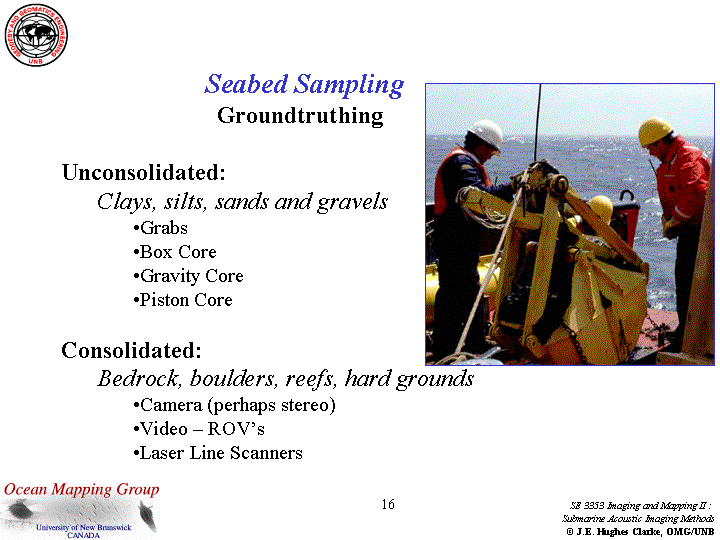 GEODESY AND GEOMATICS ENGINEERING
UNB
Seabed Sampling
Groundtruthing
Unconsolidated:
Clays, silts, sands and gravels
•Grabs
•Box Core
•Gravity Core
•Piston Core
Consolidated:
Bedrock, boulders, reefs, hard grounds
•Camera (perhaps stereo)
•Video – ROV’s
•Laser Line Scanners
Ocean Mapping Group
University of New Brunswick
CANADA
16
SE 3353 Imaging and Mapping II :
Submarine Acoustic Imaging Methods
© J.E. Hughes Clarke, OMG/UNB